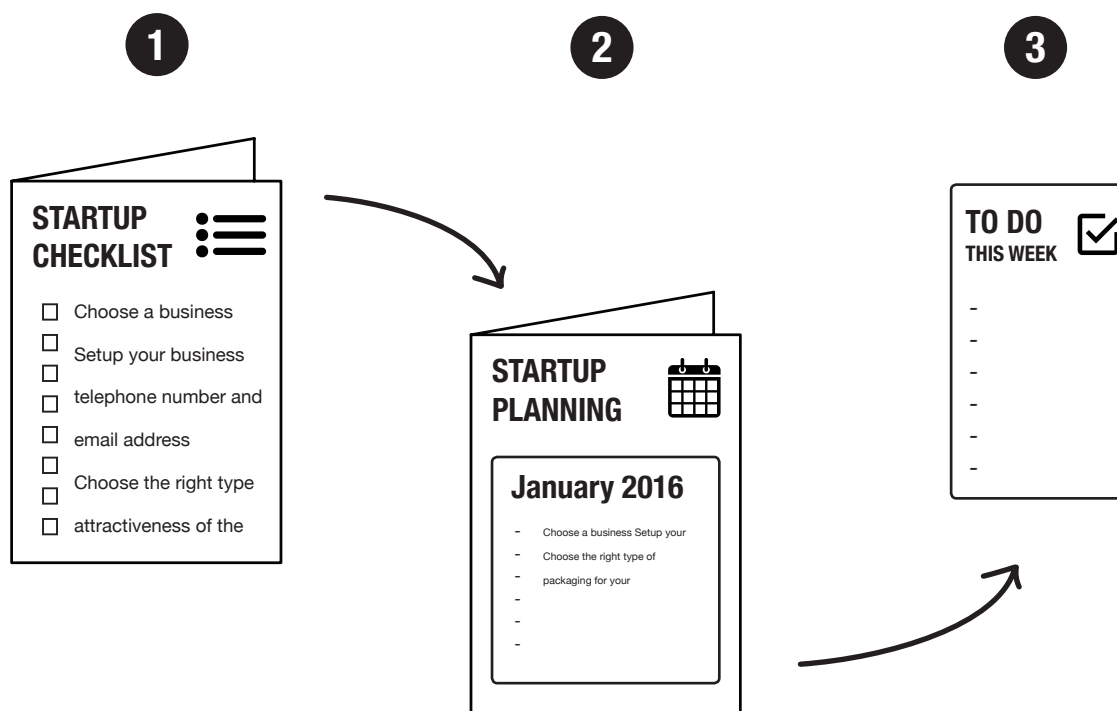 1
2
3
STARTUP
CHECKLIST
Choose a business
Setup your business
telephone number and
email address
Choose the right type
attractiveness of the
STARTUP
PLANNING
January 2016
- Choose a business Setup your
- Choose the right type of
- packaging for your
-
-
-
TO DO
THIS WEEK
-
-
-
-
-
-